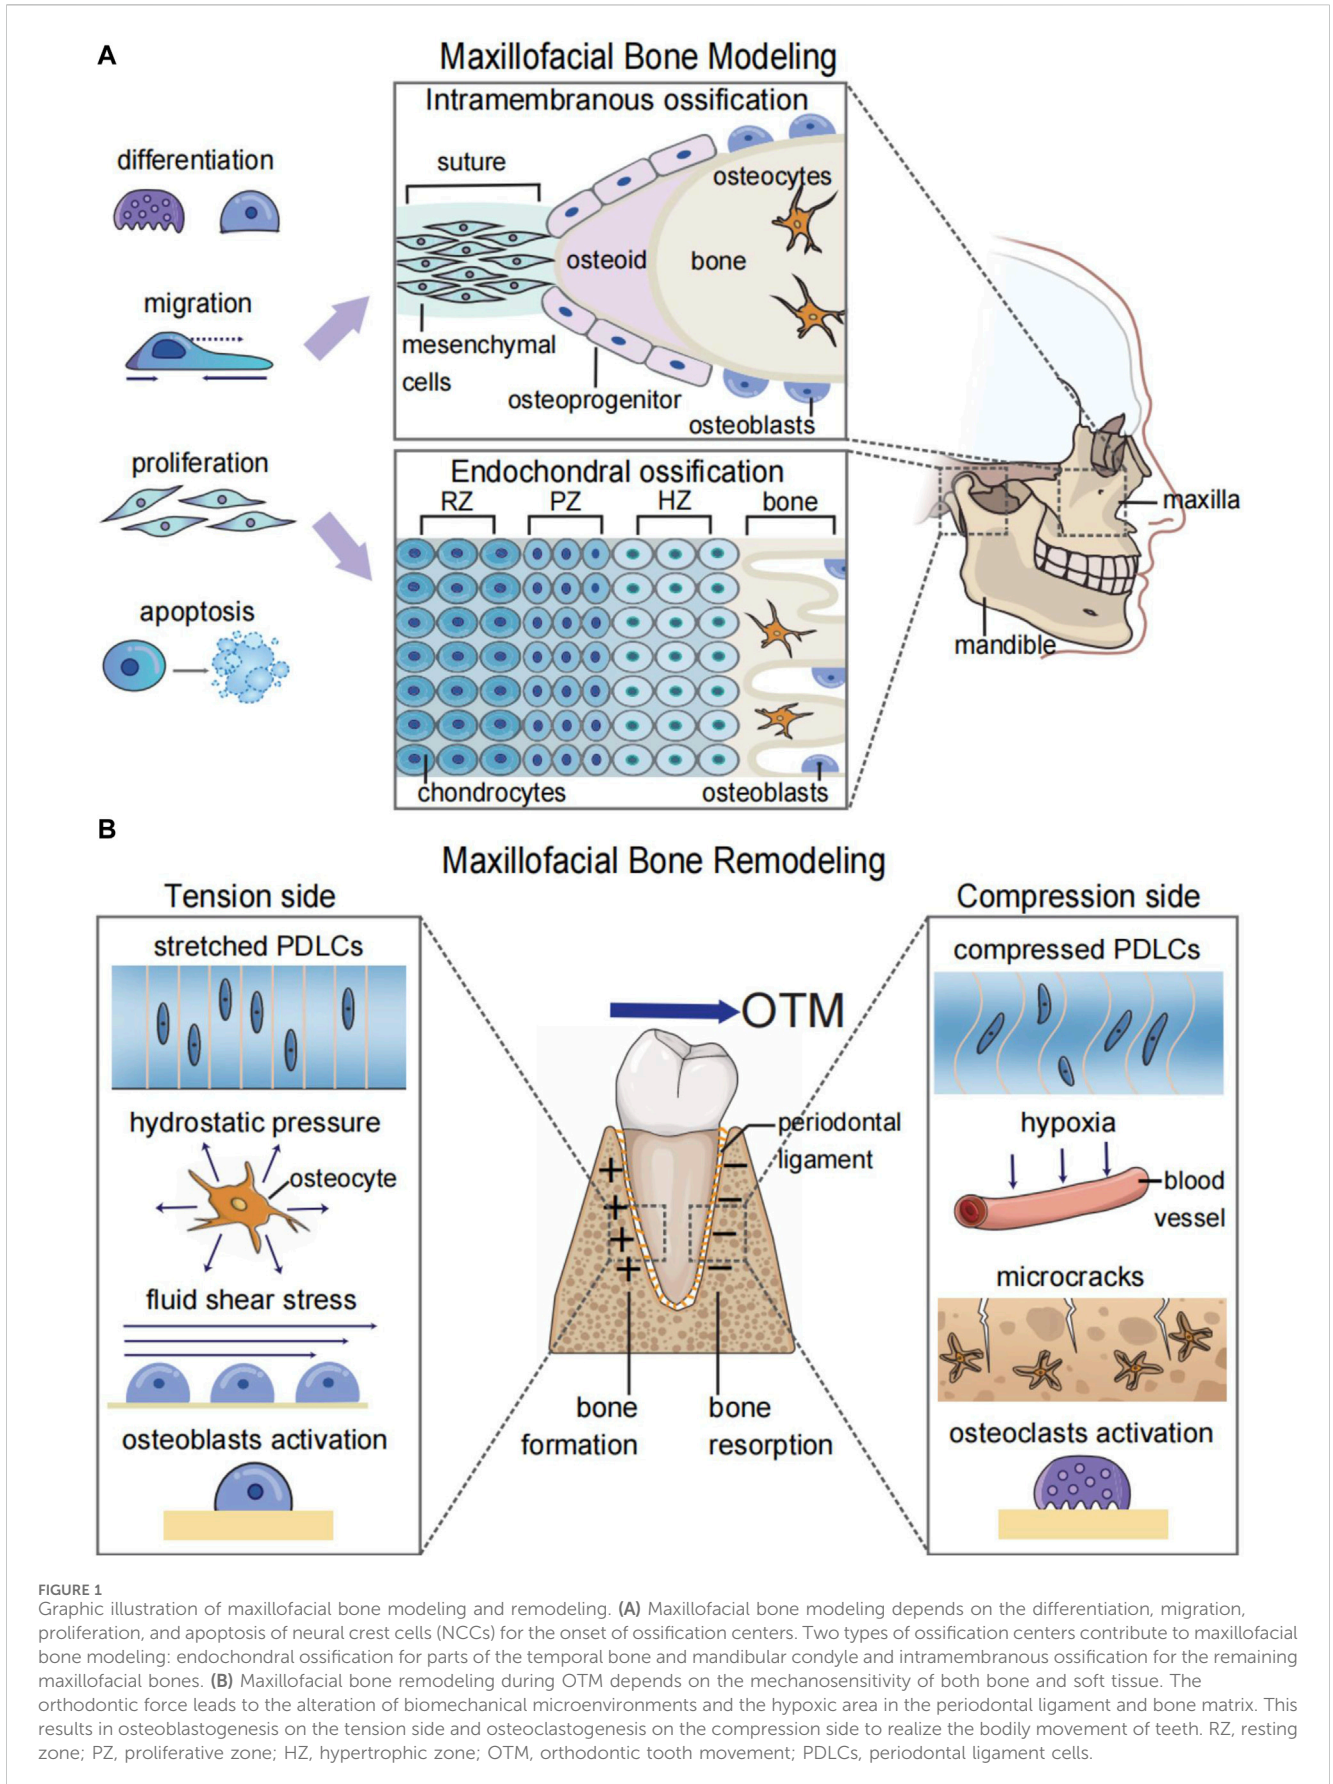 A
Maxillofacial Bone Modeling
Intramembranous ossification
differentiation
suture
osteocytes
osteoid
bone
migration
mesenchymal
cells
osteoprogenitor
osteoblasts
proliferation
Endochondral ossification
RZ
PZ
HZ
bone
maxilla
apoptosis
mandible
chondrocytes
osteoblasts
B
Maxillofacial Bone Remodeling
Tension side
Compression side
stretched PDLCs
compressed PDLCs
OTM
hydrostatic pressure
periodontal
ligament
hypoxia
osteocyte
blood
vessel
+
+
+
+
−
−
−
−
fluid shear stress
microcracks
bone
formation
bone
resorption
osteoblasts activation
osteoclasts activation
FIGURE 1
Graphic illustration of maxillofacial bone modeling and remodeling. (A) Maxillofacial bone modeling depends on the differentiation, migration,
proliferation, and apoptosis of neural crest cells (NCCs) for the onset of ossification centers. Two types of ossification centers contribute to maxillofacial
bone modeling: endochondral ossification for parts of the temporal bone and mandibular condyle and intramembranous ossification for the remaining
maxillofacial bones. (B) Maxillofacial bone remodeling during OTM depends on the mechanosensitivity of both bone and soft tissue. The
orthodontic force leads to the alteration of biomechanical microenvironments and the hypoxic area in the periodontal ligament and bone matrix. This
results in osteoblastogenesis on the tension side and osteoclastogenesis on the compression side to realize the bodily movement of teeth. RZ, resting
zone; PZ, proliferative zone; HZ, hypertrophic zone; OTM, orthodontic tooth movement; PDLCs, periodontal ligament cells.